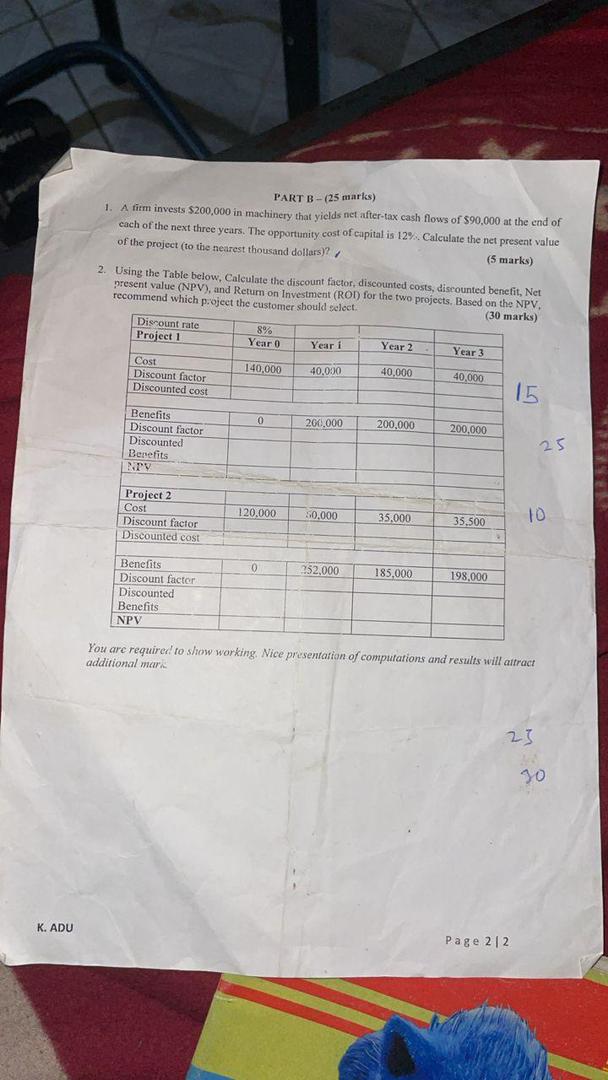 PART B – (25 marks)
1. A firm invests $200,000 in machinery that yields net after-tax cash flows of $90,000 at the end of
each of the next three years. The opportunity cost of capital is 12%. Calculate the net present value
of the project (to the nearest thousand dollars)?
(5 marks)
2. Using the Table below, Calculate the discount factor, discounted costs, discounted benefit, Net
present value (NPV), and Return on Investment (ROI) for the two projects. Based on the NPV,
recommend which project the customer should select.
(30 marks)
Discount rate 8%
Project 1 Year 0 Year 1 Year 2 Year 3
Cost 140,000 40,000 40,000 40,000
Discount factor
Discounted cost
15
Benefits 0 200,000 200,000 200,000
Discount factor
Discounted
Benefits
25
NPV
Project 2
Cost 120,000 0,000 35,000 35,500
10
Discount factor
Discounted cost
Benefits 0 252,000 185,000 198,000
Discount factor
Discounted
Benefits
NPV
You are required to show working. Nice presentation of computations and results will attract
additional mark.
23
30
K. ADU
Page 2|2